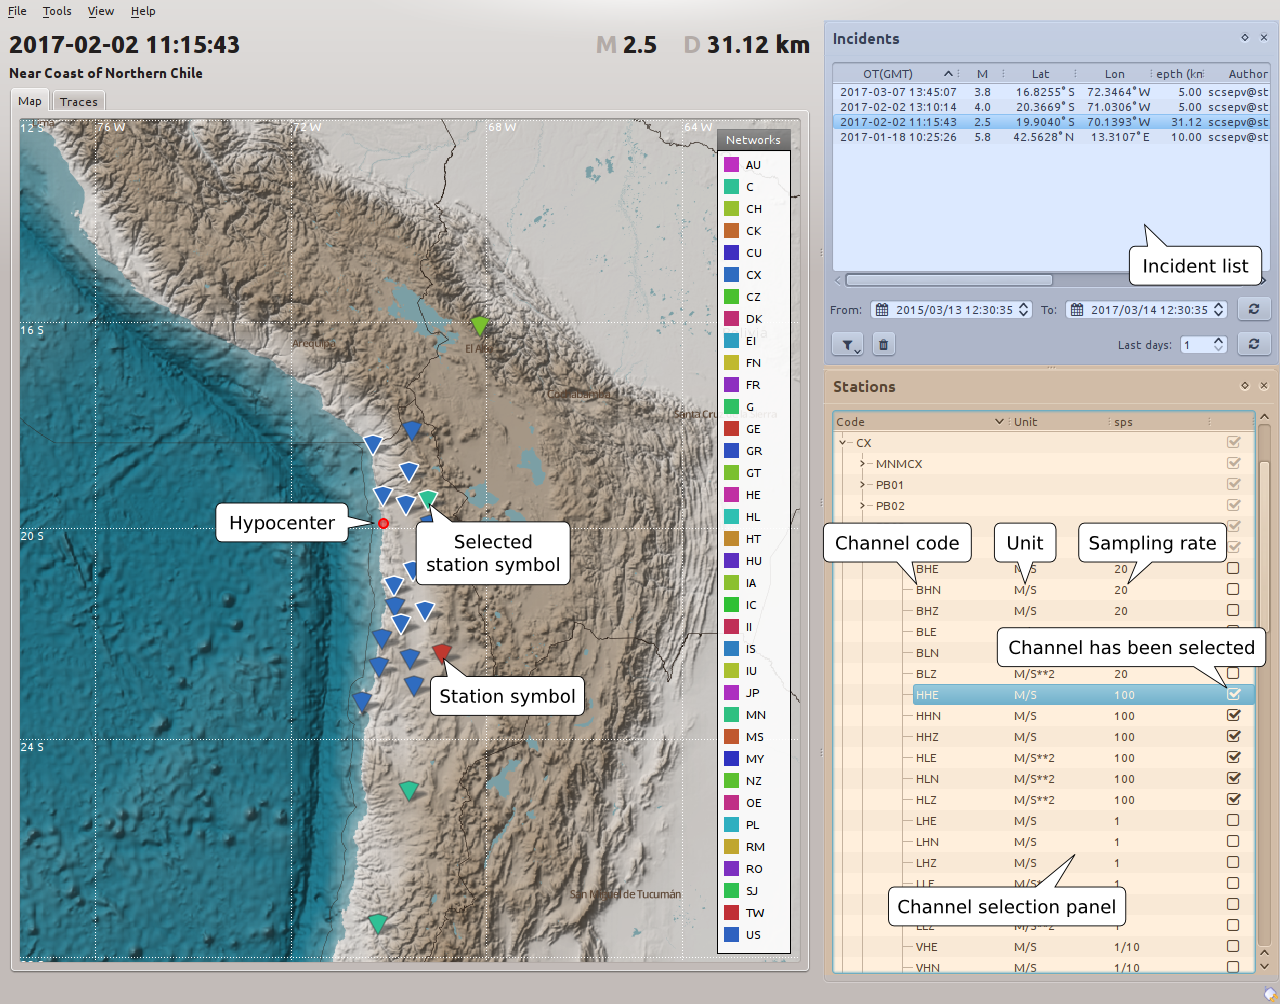 File Tools View Help
2017-02-02 11:15:43 M 2.5 D 31.12 km
Near Coast of Northern Chile
Map Traces
12 S 76 W 72 W 68 W 64 W
16 S
20 S
24 S
Arequipa
El Alto
Cochabamba
Santa Cruz de la Sierra
San Miguel de Tucumán
Hypocenter
Selected
station symbol
Station symbol
Networks
AU
C
CH
CK
CU
CX
CZ
DK
EI
FN
FR
G
GE
GR
GT
HE
HL
HT
HU
IA
IC
II
IS
IU
JP
MN
MS
MY
NZ
OE
PL
RM
RO
SJ
TW
US
Incidents
OT(GMT) M Lat Lon epth (kn Author
2017-03-07 13:45:07 3.8 16.8255° S 72.3464° W 5.00 scsepv@st
2017-02-02 13:10:14 4.0 20.3669° S 71.0306° W 5.00 scsepv@st
2017-02-02 11:15:43 2.5 19.9040° S 70.1393° W 31.12 scsepv@st
2017-01-18 10:25:26 5.8 42.5628° N 13.3107° E 10.00 scsepv@st
Incident list
From: 2015/03/13 12:30:35 To: 2017/03/14 12:30:35
Last days: 1
Stations
Code Unit sps
CX
MNMCX
PB01
PB02
Channel code Unit Sampling rate
BHE M/S 20
BHN M/S 20
BHZ M/S 20
BLE
BLN
Channel has been selected
BLZ M/S**2 20
HHE M/S 100
HHN M/S 100
HHZ M/S 100
HLE M/S**2 100
HLN M/S**2 100
HLZ M/S**2 100
LHE M/S 1
LHN M/S 1
LHZ M/S 1
Channel selection panel
VHE M/S 1/10
VHN M/S 1/10